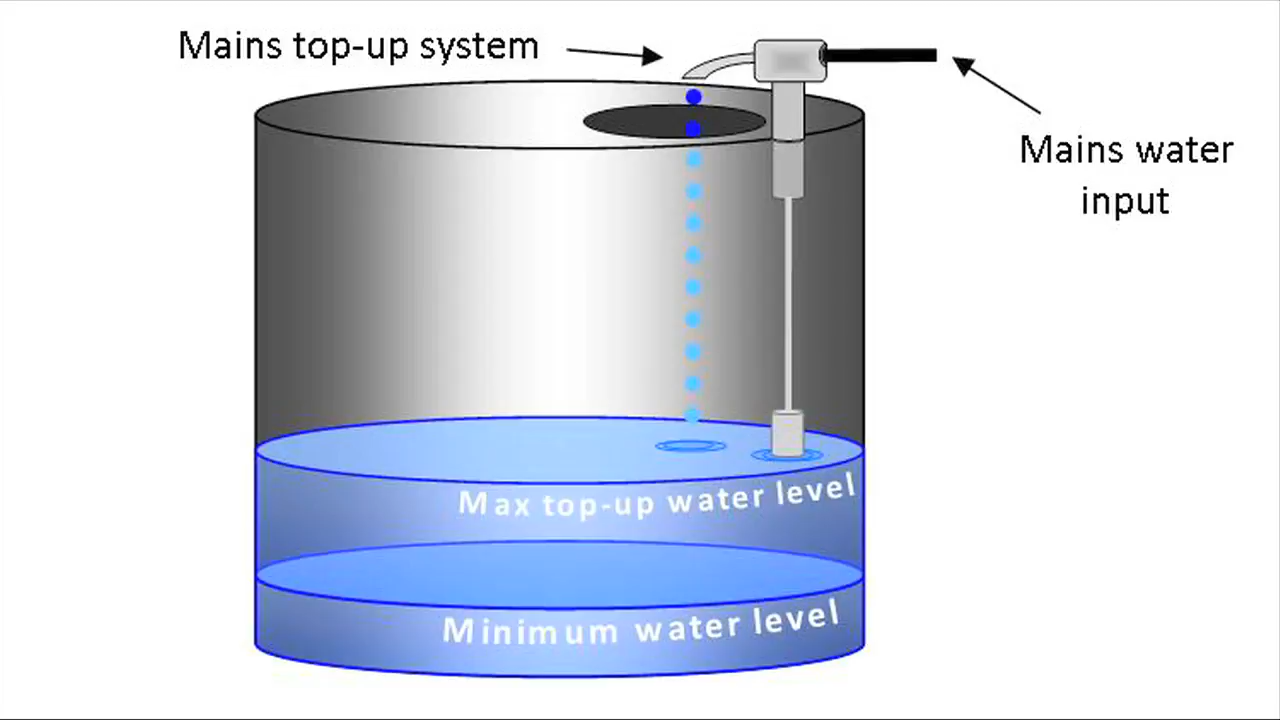 Mains top-up system
Mains water
input
Max top-up water level
Minimum water level